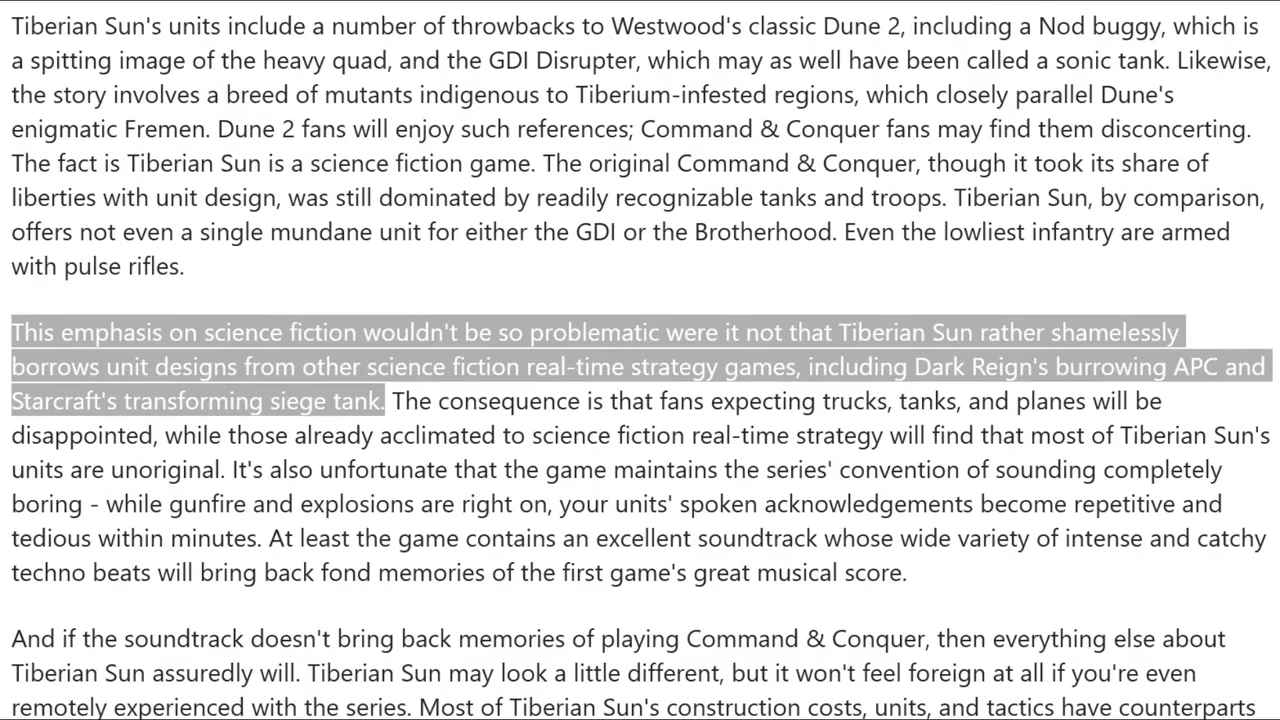 Tiberian Sun's units include a number of throwbacks to Westwood's classic Dune 2, including a Nod buggy, which is
a spitting image of the heavy quad, and the GDI Disrupter, which may as well have been called a sonic tank. Likewise,
the story involves a breed of mutants indigenous to Tiberium-infested regions, which closely parallel Dune's
enigmatic Fremen. Dune 2 fans will enjoy such references; Command & Conquer fans may find them disconcerting.
The fact is Tiberian Sun is a science fiction game. The original Command & Conquer, though it took its share of
liberties with unit design, was still dominated by readily recognizable tanks and troops. Tiberian Sun, by comparison,
offers not even a single mundane unit for either the GDI or the Brotherhood. Even the lowliest infantry are armed
with pulse rifles.
This emphasis on science fiction wouldn't be so problematic were it not that Tiberian Sun rather shamelessly
borrows unit designs from other science fiction real-time strategy games, including Dark Reign's burrowing APC and
Starcraft's transforming siege tank. The consequence is that fans expecting trucks, tanks, and planes will be
disappointed, while those already acclimated to science fiction real-time strategy will find that most of Tiberian Sun's
units are unoriginal. It's also unfortunate that the game maintains the series' convention of sounding completely
boring - while gunfire and explosions are right on, your units' spoken acknowledgements become repetitive and
tedious within minutes. At least the game contains an excellent soundtrack whose wide variety of intense and catchy
techno beats will bring back fond memories of the first game's great musical score.
And if the soundtrack doesn't bring back memories of playing Command & Conquer, then everything else about
Tiberian Sun assuredly will. Tiberian Sun may look a little different, but it won't feel foreign at all if you're even
remotely experienced with the series. Most of Tiberian Sun's construction costs, units, and tactics have counterparts